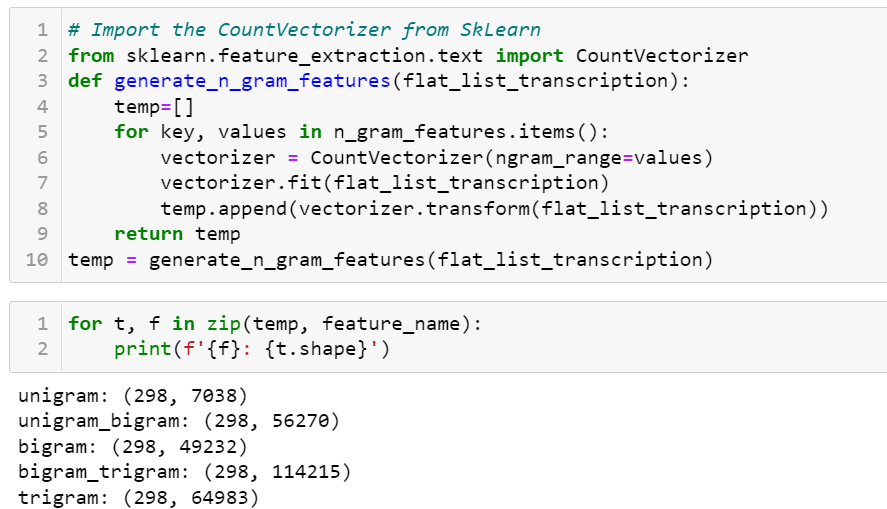 1 # Import the CountVectorizer from SkLearn
2 from sklearn.feature_extraction.text import CountVectorizer
3 def generate_n_gram_features(flat_list_transcription):
4     temp=[]
5     for key, values in n_gram_features.items():
6         vectorizer = CountVectorizer(ngram_range=values)
7         vectorizer.fit(flat_list_transcription)
8         temp.append(vectorizer.transform(flat_list_transcription))
9     return temp
10 temp = generate_n_gram_features(flat_list_transcription)
1 for t, f in zip(temp, feature_name):
2     print(f'{f}: {t.shape}')
unigram: (298, 7038)
unigram_bigram: (298, 56270)
bigram: (298, 49232)
bigram_trigram: (298, 114215)
trigram: (298, 64983)